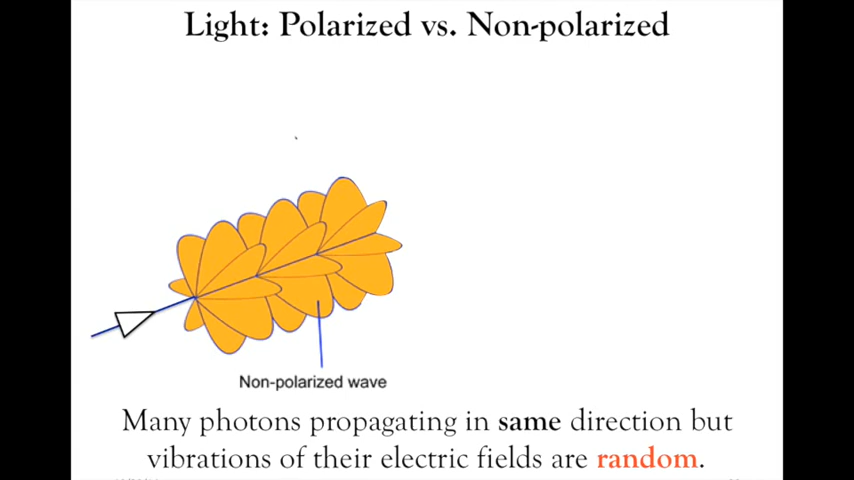 Light: Polarized vs. Non-polarized
Non-polarized wave
Many photons propagating in same direction but
vibrations of their electric fields are random.